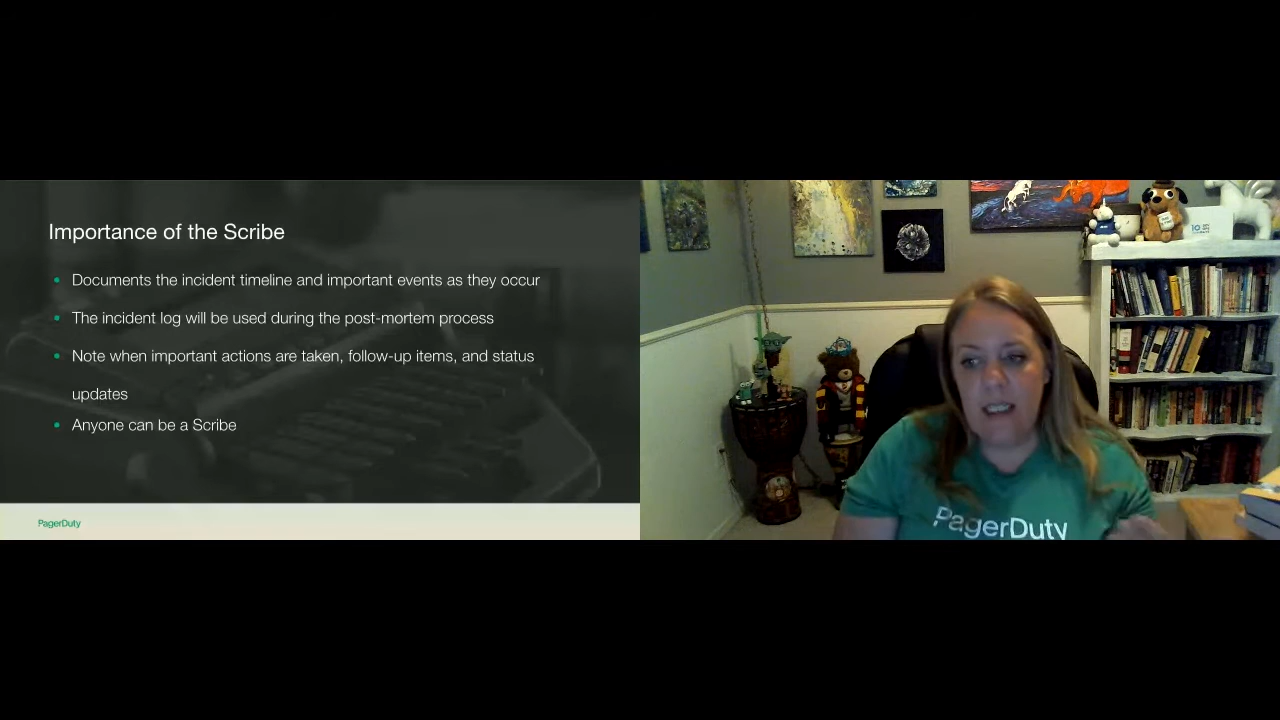 Importance of the Scribe
Documents the incident timeline and important events as they occur
The incident log will be used during the post-mortem process
Note when important actions are taken, follow-up items, and status
updates
Anyone can be a Scribe
PagerDuty
PagerDuty